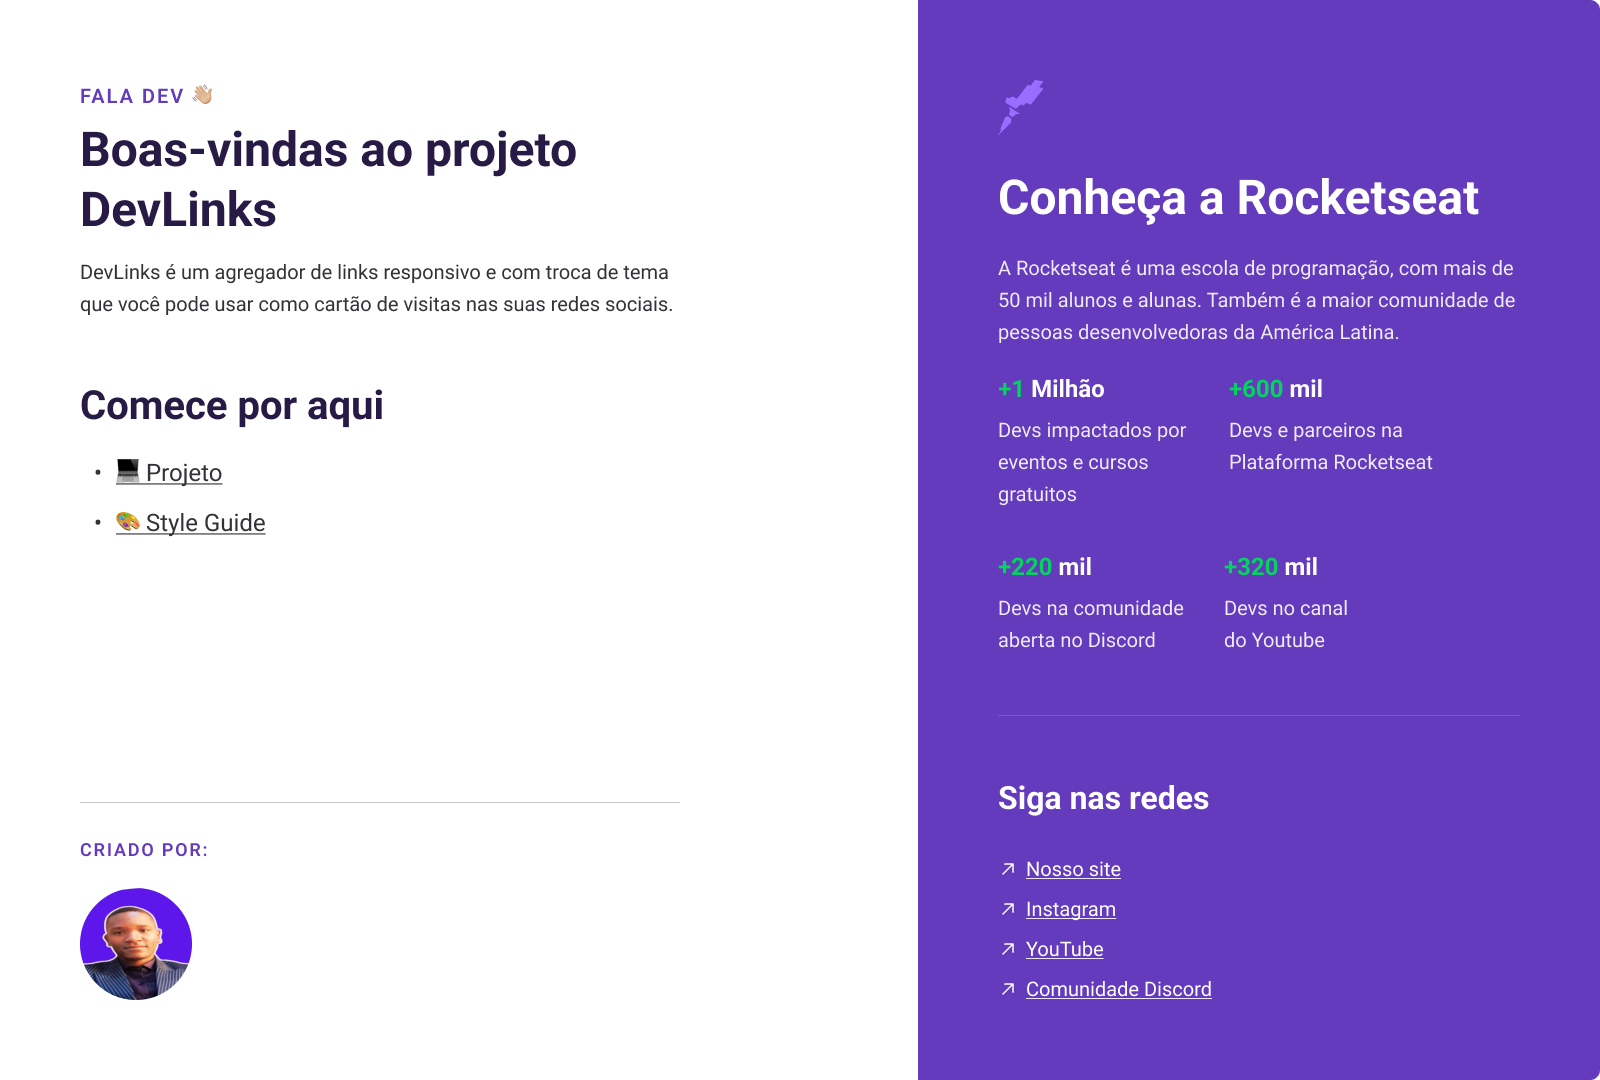 FALA DEV 👋🏼
Boas-vindas ao projeto
DevLinks
DevLinks é um agregador de links responsivo e com troca de tema
que você pode usar como cartão de visitas nas suas redes sociais.
Comece por aqui
• 💻 Projeto
• 🎨 Style Guide
CRIADO POR:
Conheça a Rocketseat
A Rocketseat é uma escola de programação, com mais de
50 mil alunos e alunas. Também é a maior comunidade de
pessoas desenvolvedoras da América Latina.
+1 Milhão
Devs impactados por
eventos e cursos
gratuitos
+600 mil
Devs e parceiros na
Plataforma Rocketseat
+220 mil
Devs na comunidade
aberta no Discord
+320 mil
Devs no canal
do Youtube
Siga nas redes
Nosso site
Instagram
YouTube
Comunidade Discord